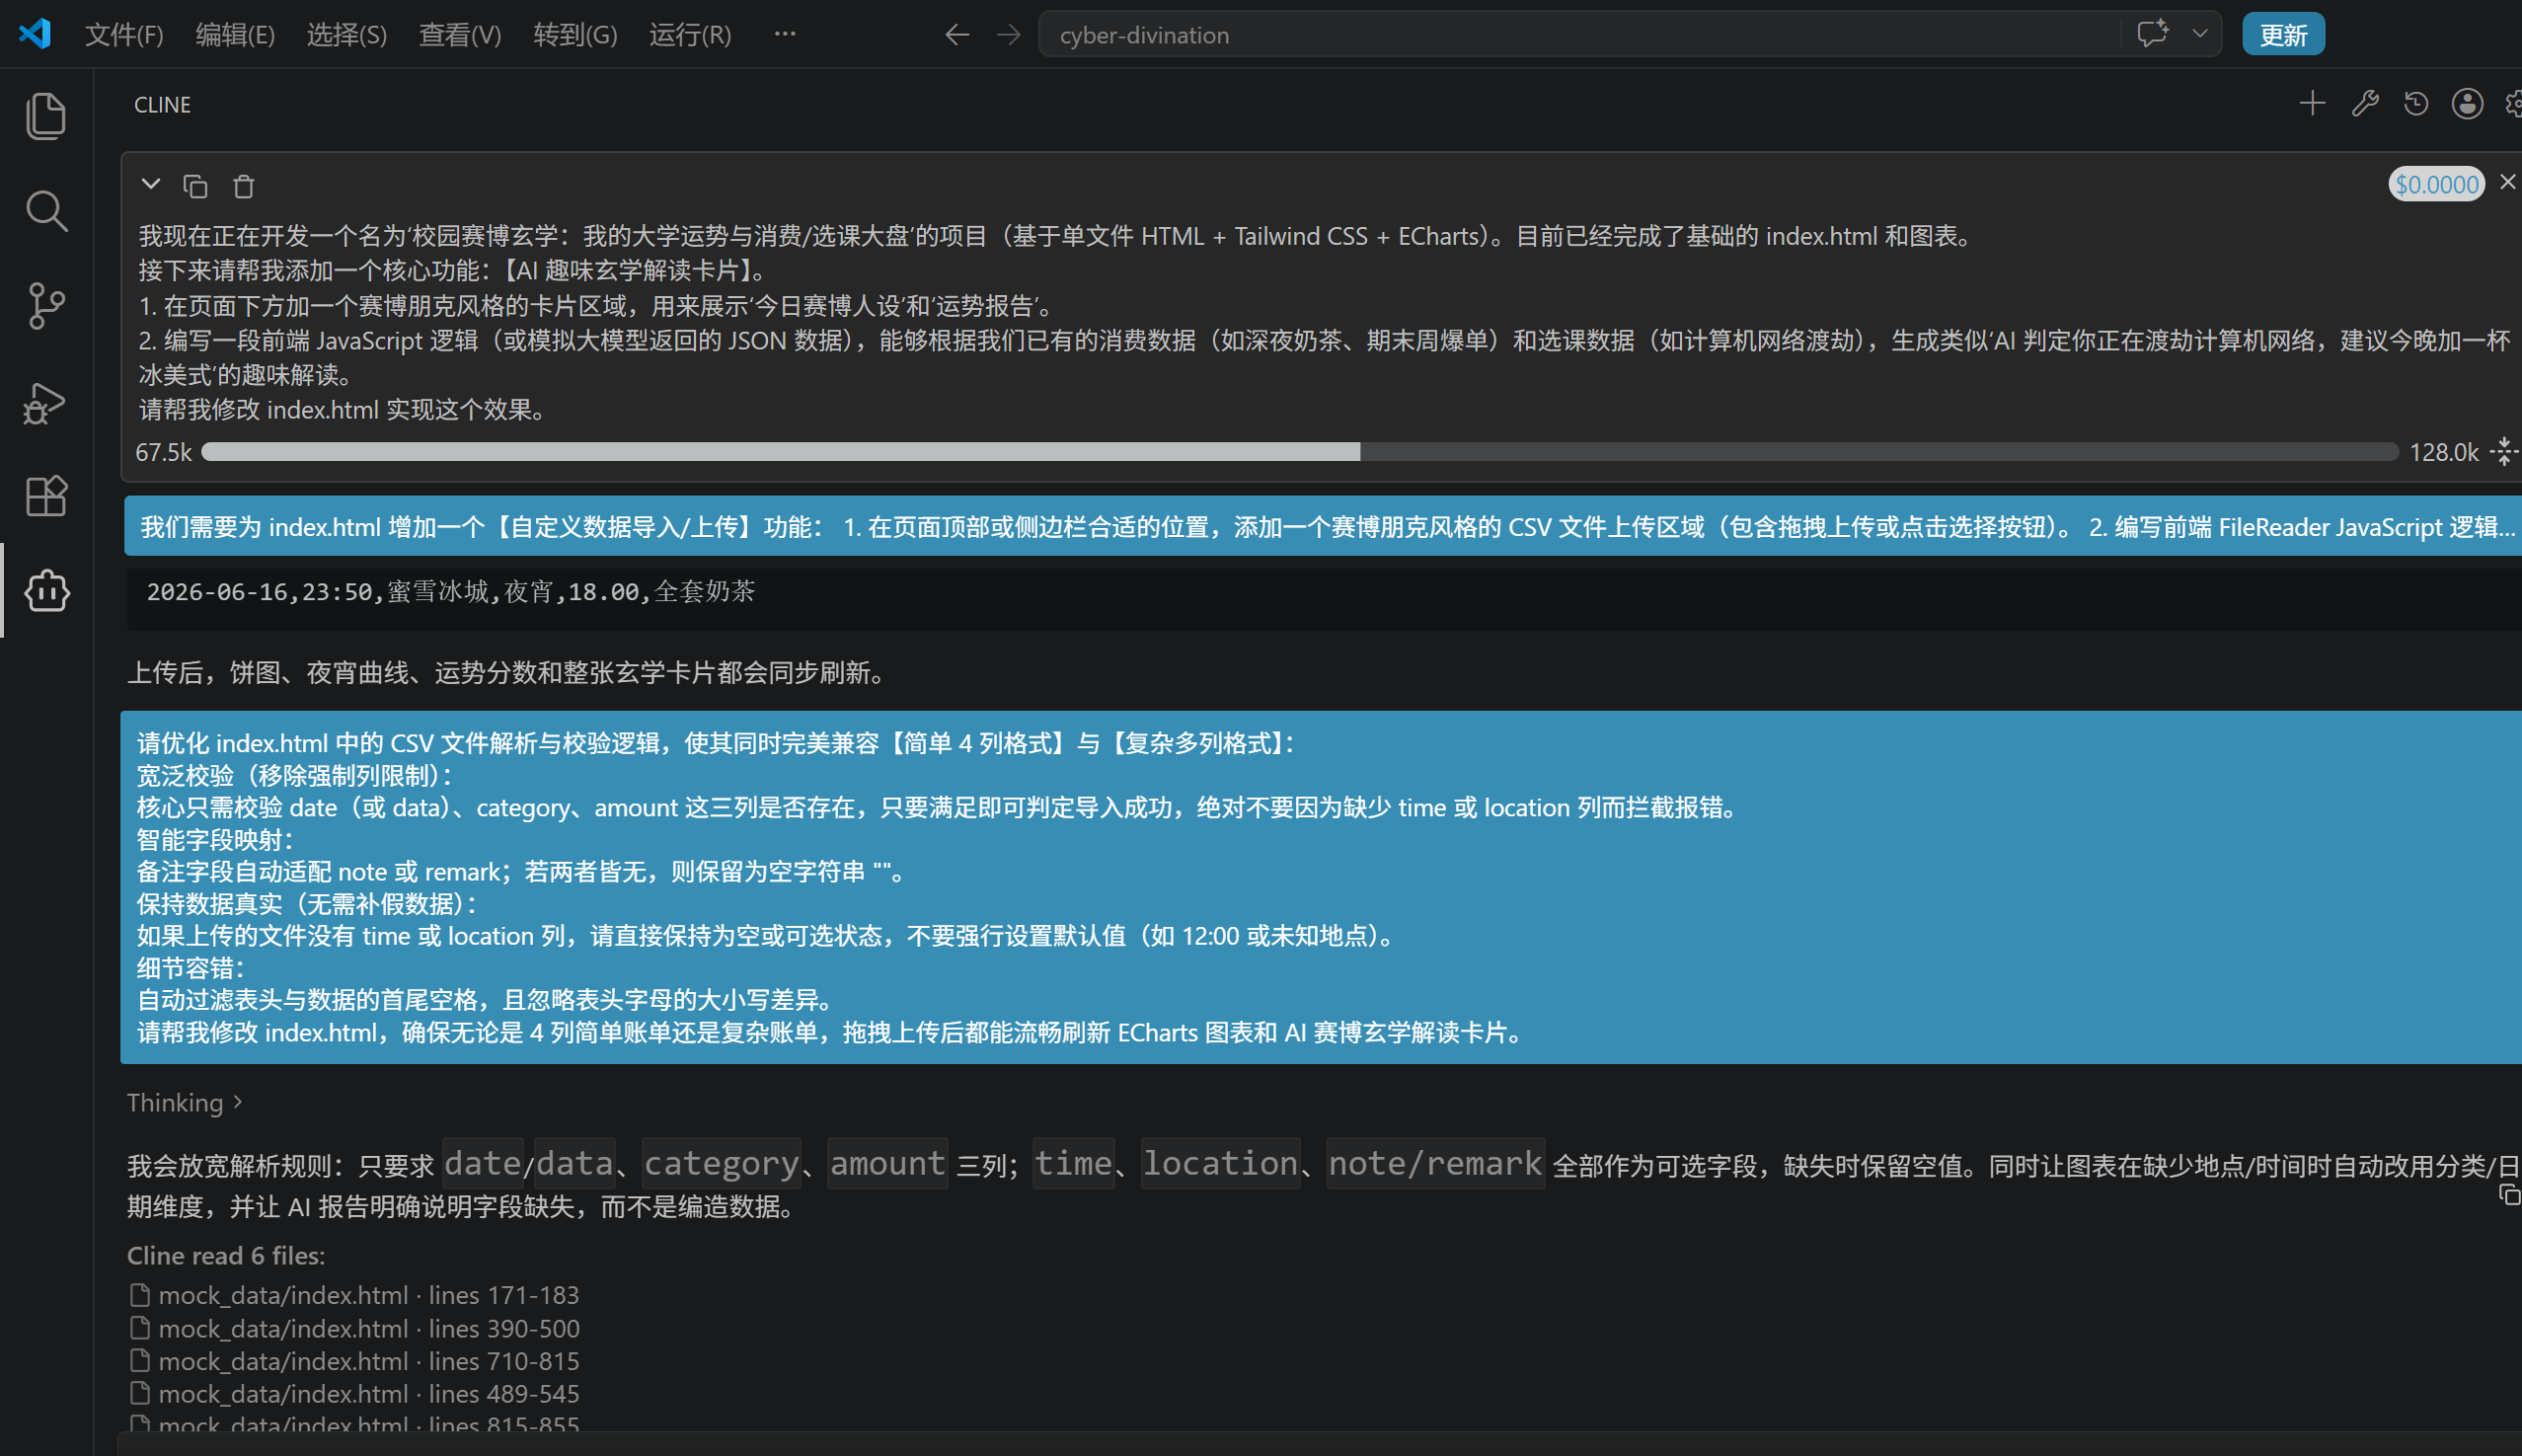 文件(F) 编辑(E) 选择(S) 查看(V) 转到(G) 运行(R) ··· cyber-divination 更新
CLINE
$0.0000
我现在正在开发一个名为‘校园赛博玄学：我的大学运势与消费/选课大盘’的项目（基于单文件 HTML + Tailwind CSS + ECharts）。目前已经完成了基础的 index.html 和图表。
接下来请帮我添加一个核心功能：【AI 趣味玄学解读卡片】。
1. 在页面下方加一个赛博朋克风格的卡片区域，用来展示‘今日赛博人设’和‘运势报告’。
2. 编写一段前端 JavaScript 逻辑（或模拟大模型返回的 JSON 数据），能够根据我们已有的消费数据（如深夜奶茶、期末周爆单）和选课数据（如计算机网络渡劫），生成类似‘AI 判定你正在渡劫计算机网络，建议今晚加一杯
冰美式‘的趣味解读。
请帮我修改 index.html 实现这个效果。
67.5k 128.0k
我们需要为 index.html 增加一个【自定义数据导入/上传】功能： 1. 在页面顶部或侧边栏合适的位置，添加一个赛博朋克风格的 CSV 文件上传区域（包含拖拽上传或点击选择按钮）。 2. 编写前端 FileReader JavaScript 逻辑...
2026-06-16,23:50,蜜雪冰城,夜宵,18.00,全套奶茶
上传后，饼图、夜宵曲线、运势分数和整张玄学卡片都会同步刷新。
请优化 index.html 中的 CSV 文件解析与校验逻辑，使其同时完美兼容【简单 4 列格式】与【复杂多列格式】：
宽泛校验（移除强制列限制）：
核心只需校验 date（或 data）、category、amount 这三列是否存在，只要满足即可判定导入成功，绝对不要因为缺少 time 或 location 列而拦截报错。
智能字段映射：
备注字段自动适配 note 或 remark；若两者皆无，则保留为空字符串 ""。
保持数据真实（无需补假数据）：
如果上传的文件没有 time 或 location 列，请直接保持为空或可选状态，不要强行设置默认值（如 12:00 或未知地点）。
细节容错：
自动过滤表头与数据的首尾空格，且忽略表头字母的大小写差异。
请帮我修改 index.html，确保无论是 4 列简单账单还是复杂账单，拖拽上传后都能流畅刷新 ECharts 图表和 AI 赛博玄学解读卡片。
Thinking
我会放宽解析规则：只要求 date/data、category、amount 三列；time、location、note/remark 全部作为可选字段，缺失时保留空值。同时让图表在缺少地点/时间时自动改用分类/日
期维度，并让 AI 报告明确说明字段缺失，而不是编造数据。
Cline read 6 files:
mock_data/index.html · lines 171-183
mock_data/index.html · lines 390-500
mock_data/index.html · lines 710-815
mock_data/index.html · lines 489-545
mock_data/index.html · lines 815-855